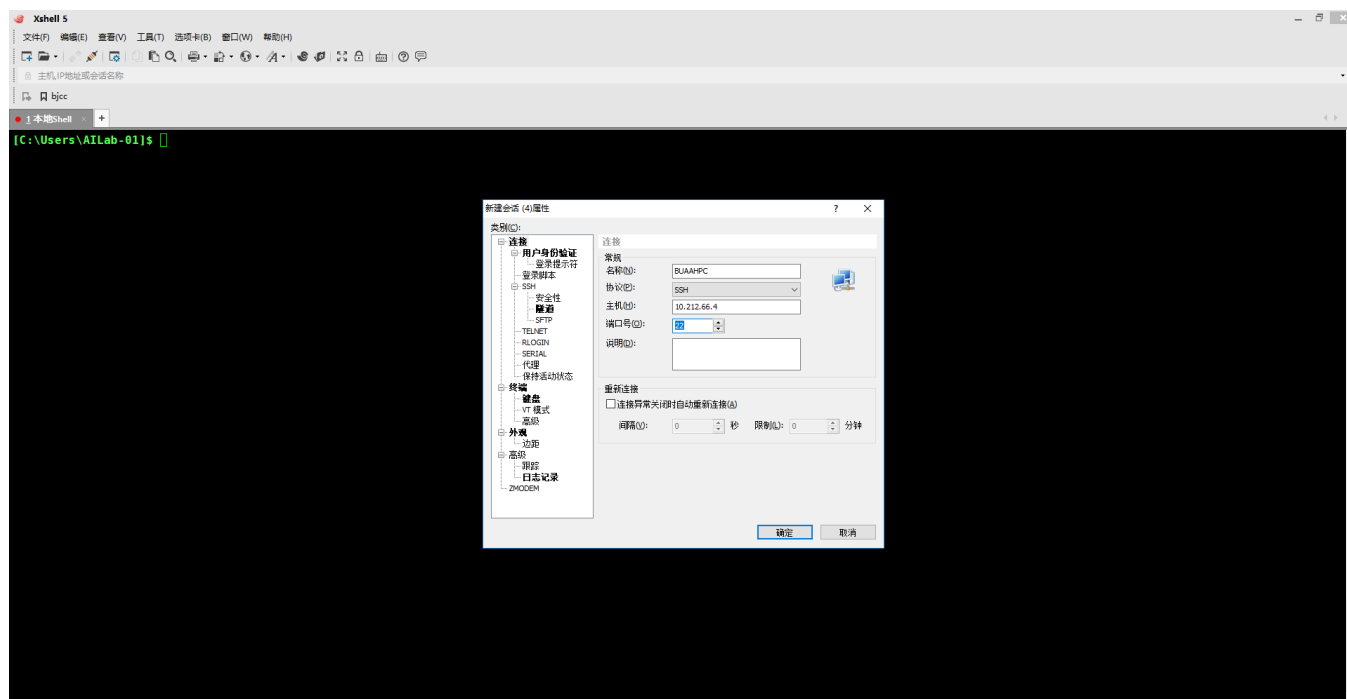 Xshell 5
文件(F) 编辑(E) 查看(V) 工具(T) 选项卡(B) 窗口(W) 帮助(H)
主机,IP地址或会话名称
bjcc
1 本地Shell
[C:\Users\AILab-01]$
新建会话 (4)属性
类别(C):
连接
用户身份验证
登录提示符
登录脚本
SSH
安全性
隧道
SFTP
TELNET
RLOGIN
SERIAL
代理
保持活动状态
终端
键盘
VT 模式
高级
外观
边距
高级
跟踪
日志记录
ZMODEM
连接
常规
名称(N): BUAAHPC
协议(P): SSH
主机(H): 10.212.66.4
端口号(O): 22
说明(D):
重新连接
连接异常关闭时自动重新连接(A)
间隔(V): 0 秒 限制(L): 0 分钟
确定 取消